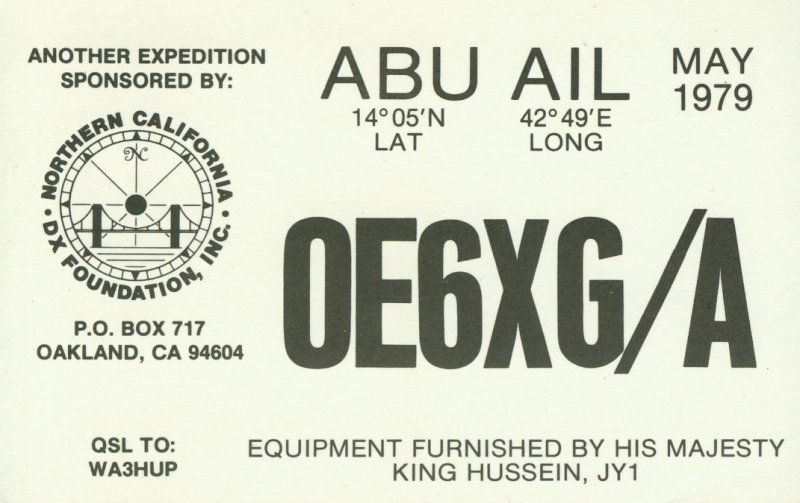 ANOTHER EXPEDITION
SPONSORED BY:
NORTHERN CALIFORNIA
• DX FOUNDATION, INC. •
N
P.O. BOX 717
OAKLAND, CA 94604
QSL TO:
WA3HUP
ABU AIL
14°05'N 42°49'E
LAT LONG
MAY
1979
OE6XG/A
EQUIPMENT FURNISHED BY HIS MAJESTY
KING HUSSEIN, JY1